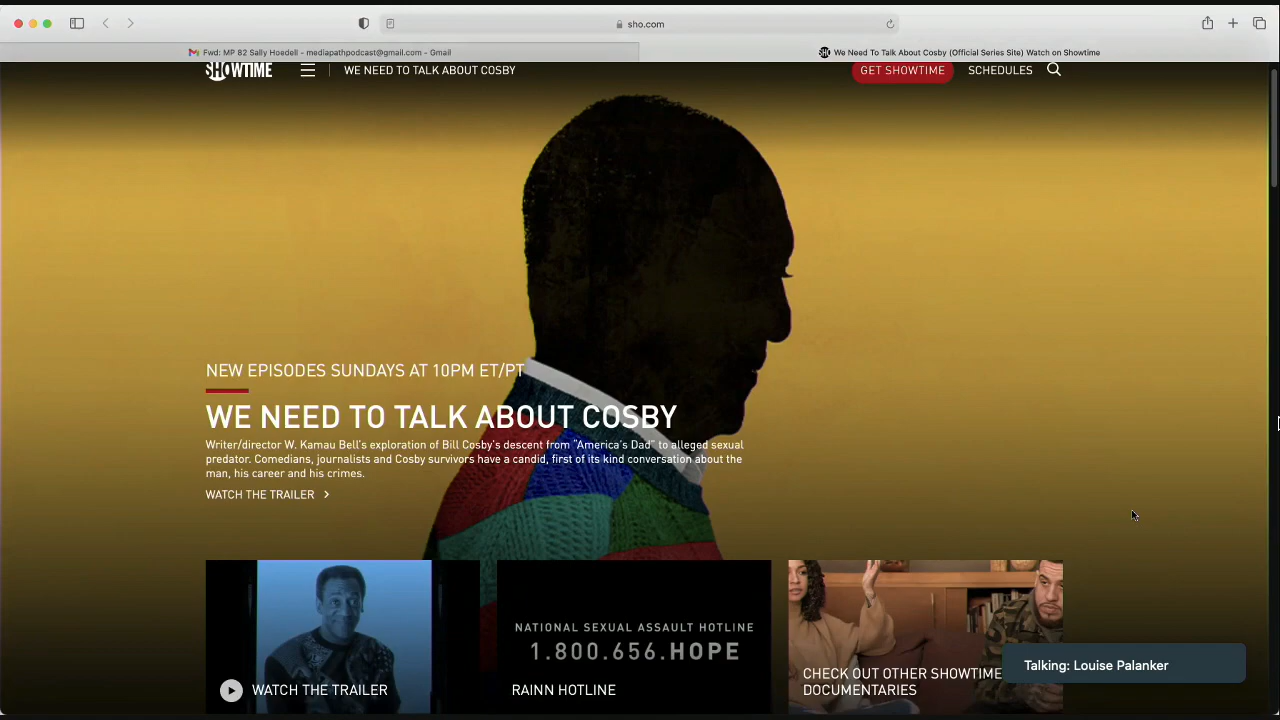 sho.com
Fwd: MP 82 Sally Hoedell - mediapathpodcast@gmail.com - Gmail
SHO We Need To Talk About Cosby (Official Series Site) Watch on Showtime
SHOWTIME WE NEED TO TALK ABOUT COSBY GET SHOWTIME SCHEDULES
NEW EPISODES SUNDAYS AT 10PM ET/PT
WE NEED TO TALK ABOUT COSBY
Writer/director W. Kamau Bell's exploration of Bill Cosby's descent from "America's Dad" to alleged sexual
predator. Comedians, journalists and Cosby survivors have a candid, first of its kind conversation about the
man, his career and his crimes.
WATCH THE TRAILER
WATCH THE TRAILER
NATIONAL SEXUAL ASSAULT HOTLINE
1.800.656.HOPE
RAINN HOTLINE
CHECK OUT OTHER SHOWTIME
DOCUMENTARIES
Talking: Louise Palanker